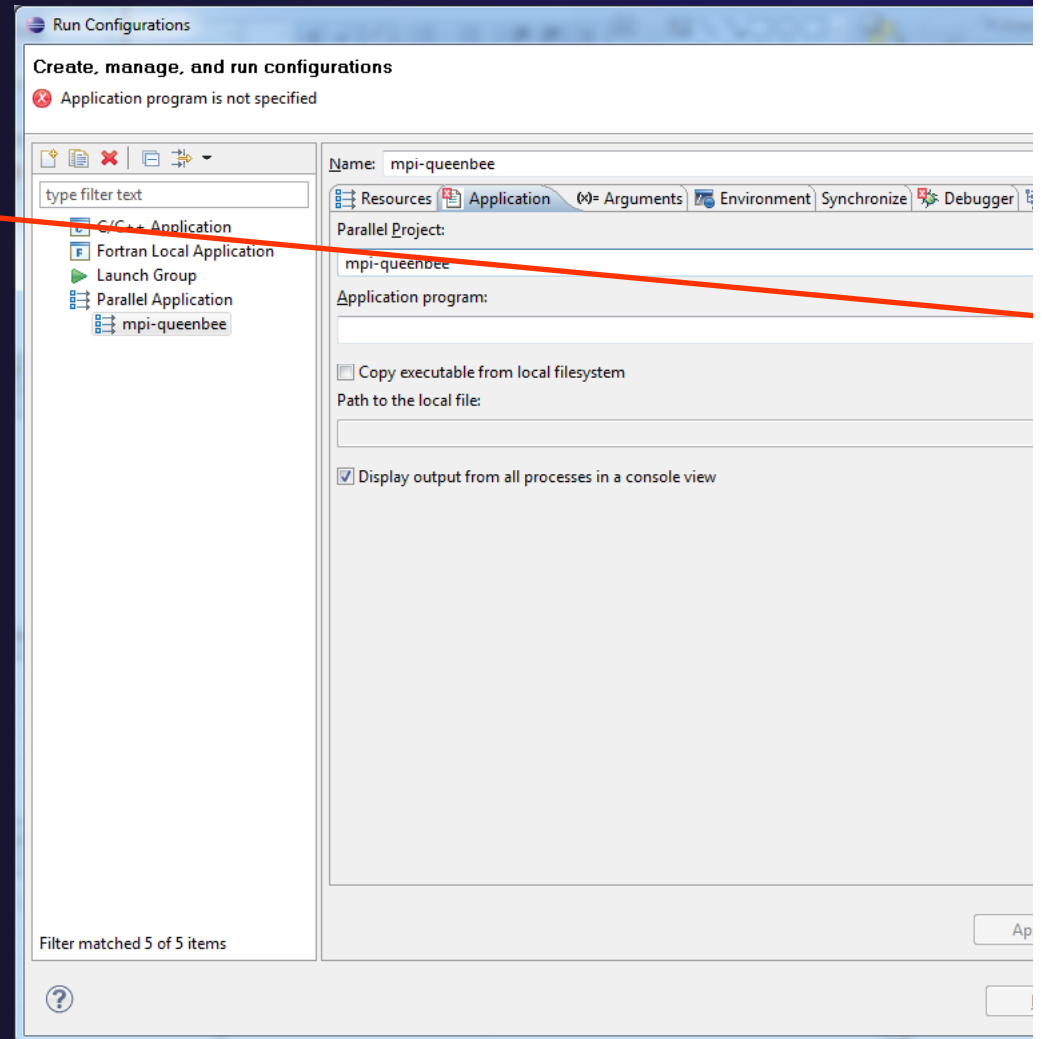 Run Configurations
Create, manage, and run configurations
Application program is not specified
type filter text
C/C++ Application
Fortran Local Application
Launch Group
Parallel Application
mpi-queenbee
Filter matched 5 of 5 items
Name: mpi-queenbee
Resources Application (x)= Arguments Environment Synchronize Debugger
Parallel Project:
mpi-queenbee
Application program:
Copy executable from local filesystem
Path to the local file:
Display output from all processes in a console view
Ap
?